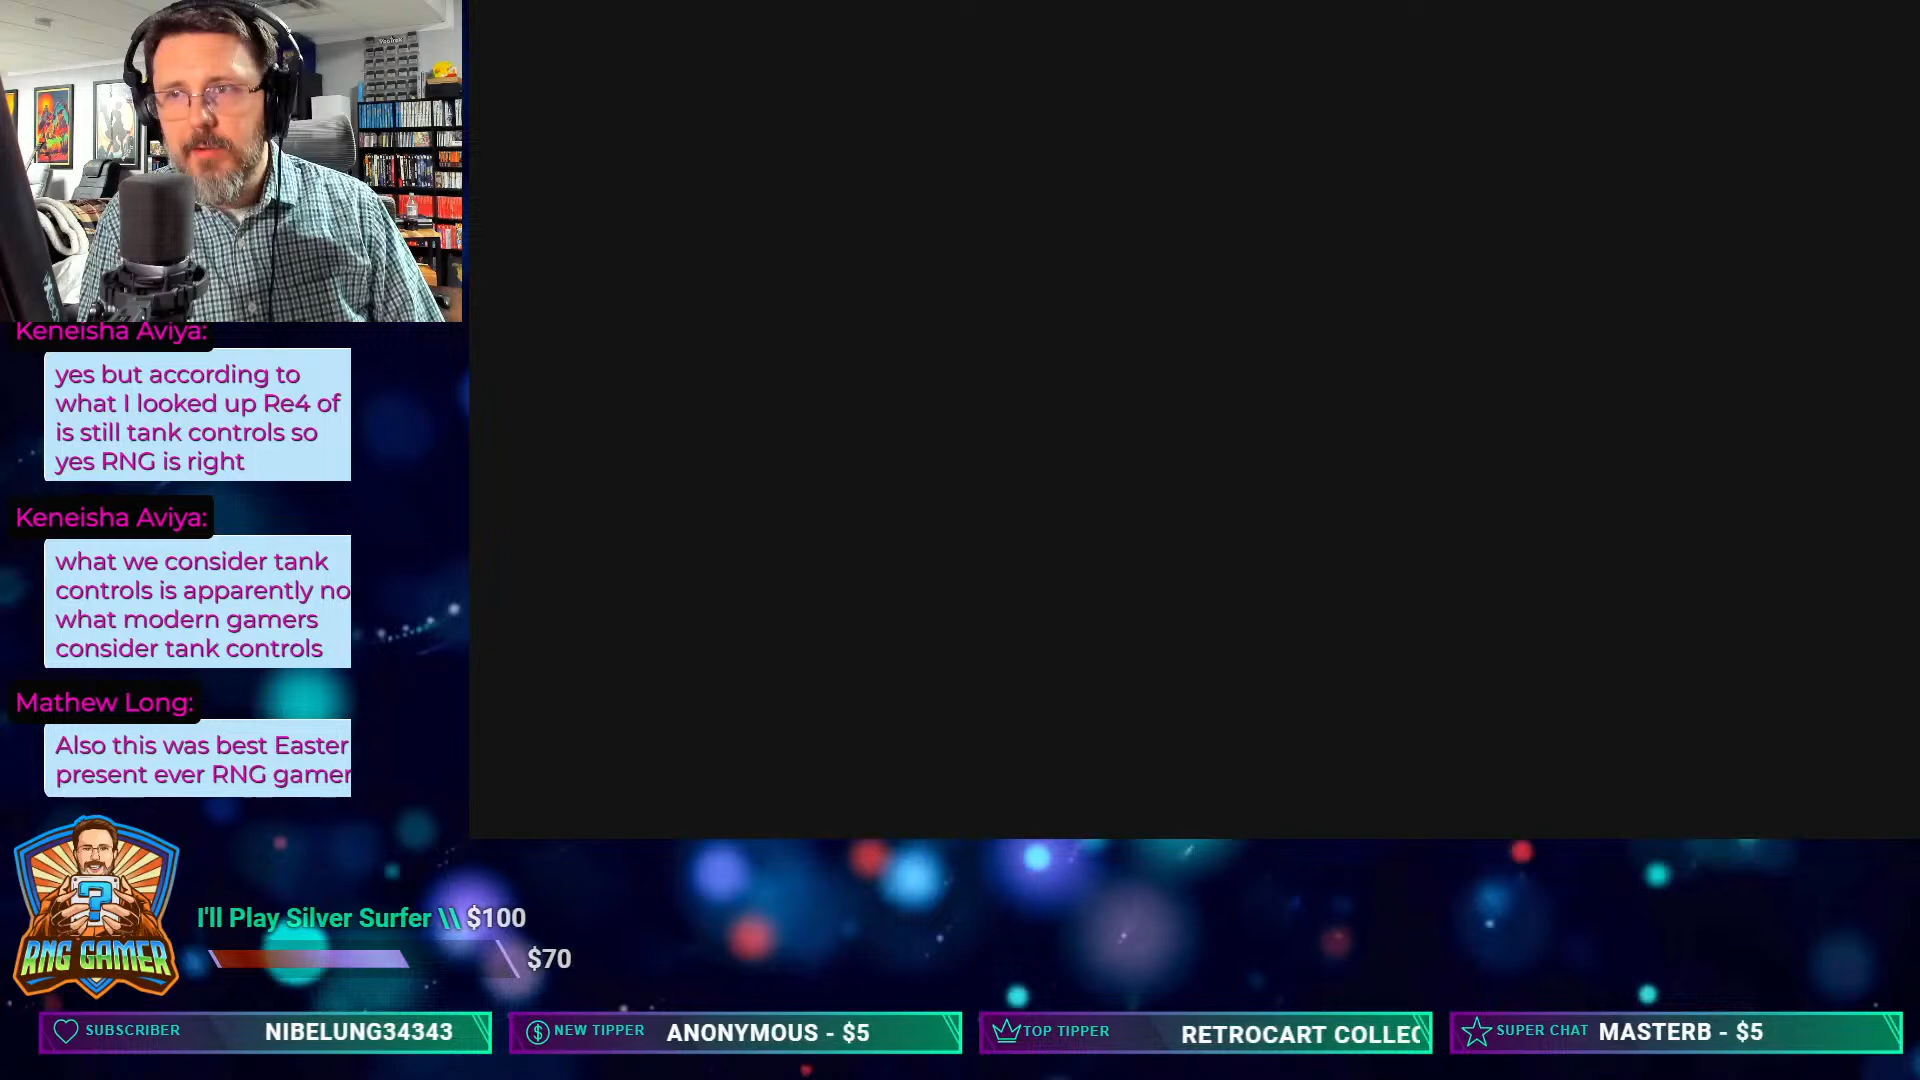 Keneisha Aviya:
yes but according to
what I looked up Re4 of
is still tank controls so
yes RNG is right
Keneisha Aviya:
what we consider tank
controls is apparently no
what modern gamers
consider tank controls
Mathew Long:
Also this was best Easter
present ever RNG gamer
?
RNG GAMER
I'll Play Silver Surfer \\ $100
$70
SUBSCRIBER NIBELUNG34343
$ NEW TIPPER ANONYMOUS - $5
TOP TIPPER RETROCART COLLEC
SUPER CHAT MASTERB - $5